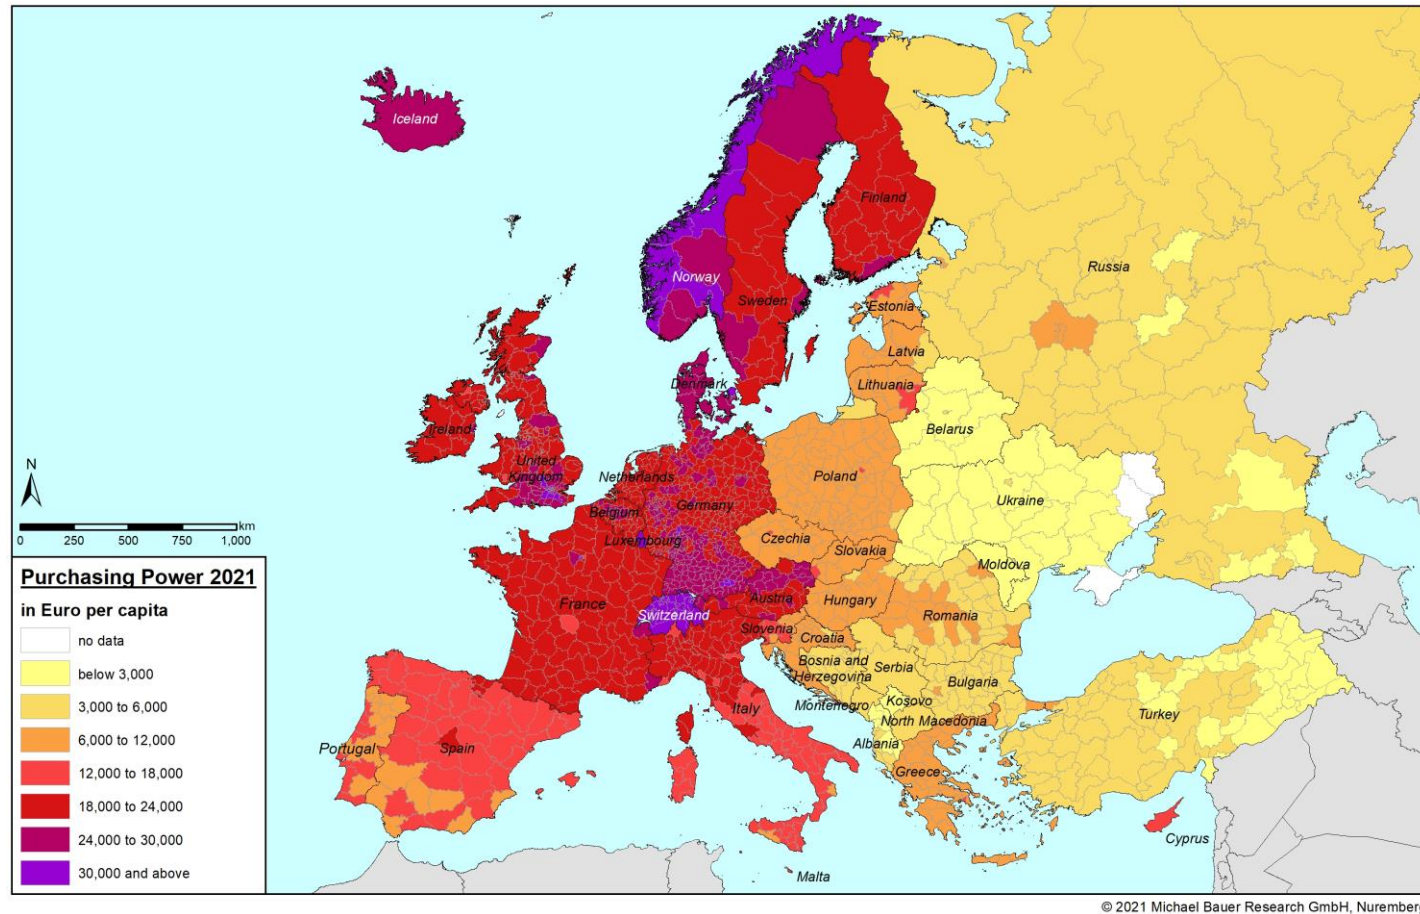 Iceland
Norway
Sweden
Finland
Russia
Estonia
Latvia
Lithuania
Denmark
Ireland
United
Kingdom
Netherlands
Belgium
Luxembourg
Germany
Poland
Belarus
Ukraine
Czechia
Slovakia
Moldova
France
Switzerland
Austria
Hungary
Romania
Slovenia
Croatia
Bosnia and
Herzegovina
Serbia
Bulgaria
Montenegro
Kosovo
North Macedonia
Albania
Italy
Portugal
Spain
Greece
Turkey
Cyprus
Malta
N
km
0 250 500 750 1,000
Purchasing Power 2021
in Euro per capita
no data
below 3,000
3,000 to 6,000
6,000 to 12,000
12,000 to 18,000
18,000 to 24,000
24,000 to 30,000
30,000 and above
© 2021 Michael Bauer Research GmbH, Nuremberg